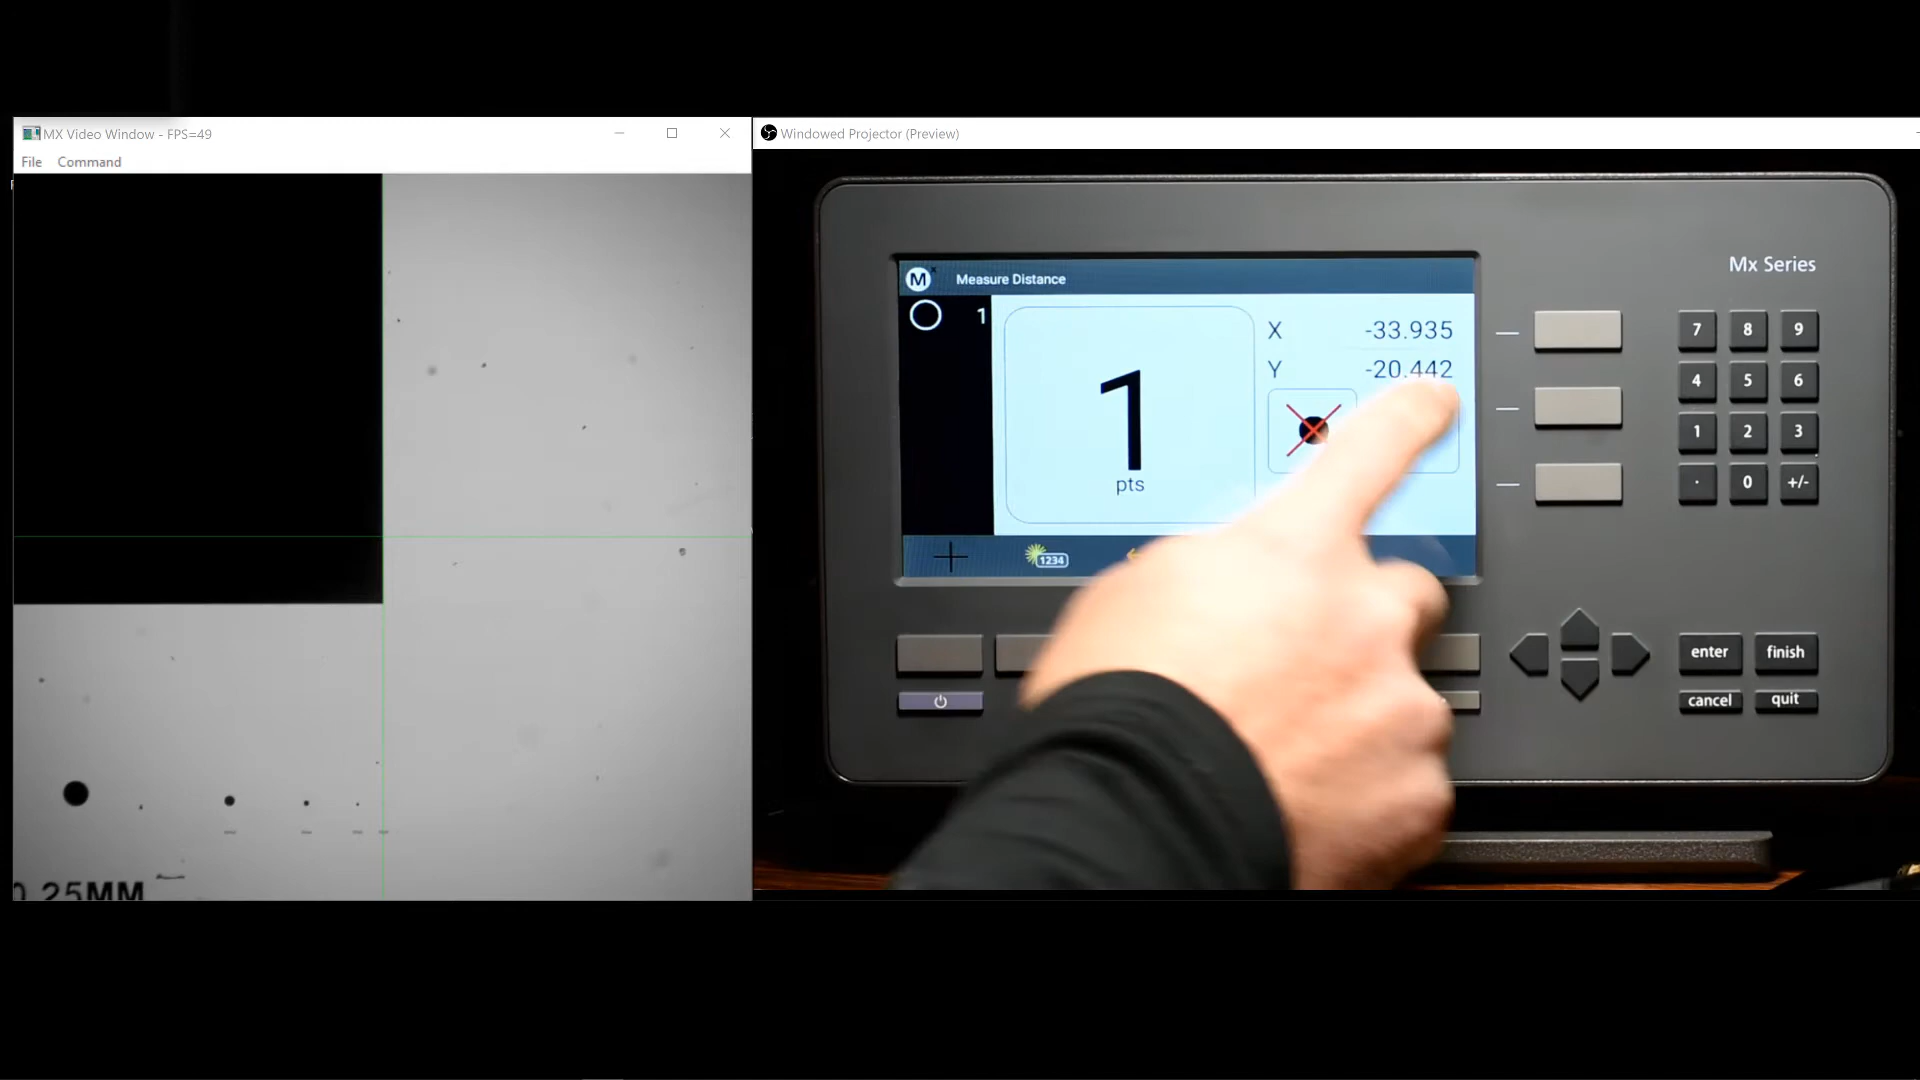 MX Video Window - FPS=49
File Command
0.25MM
Windowed Projector (Preview)
Mx Series
M Measure Distance
1
1
pts
X -33.935
Y -20.442
1234
7 8 9
4 5 6
1 2 3
. 0 +/-
enter finish
cancel quit